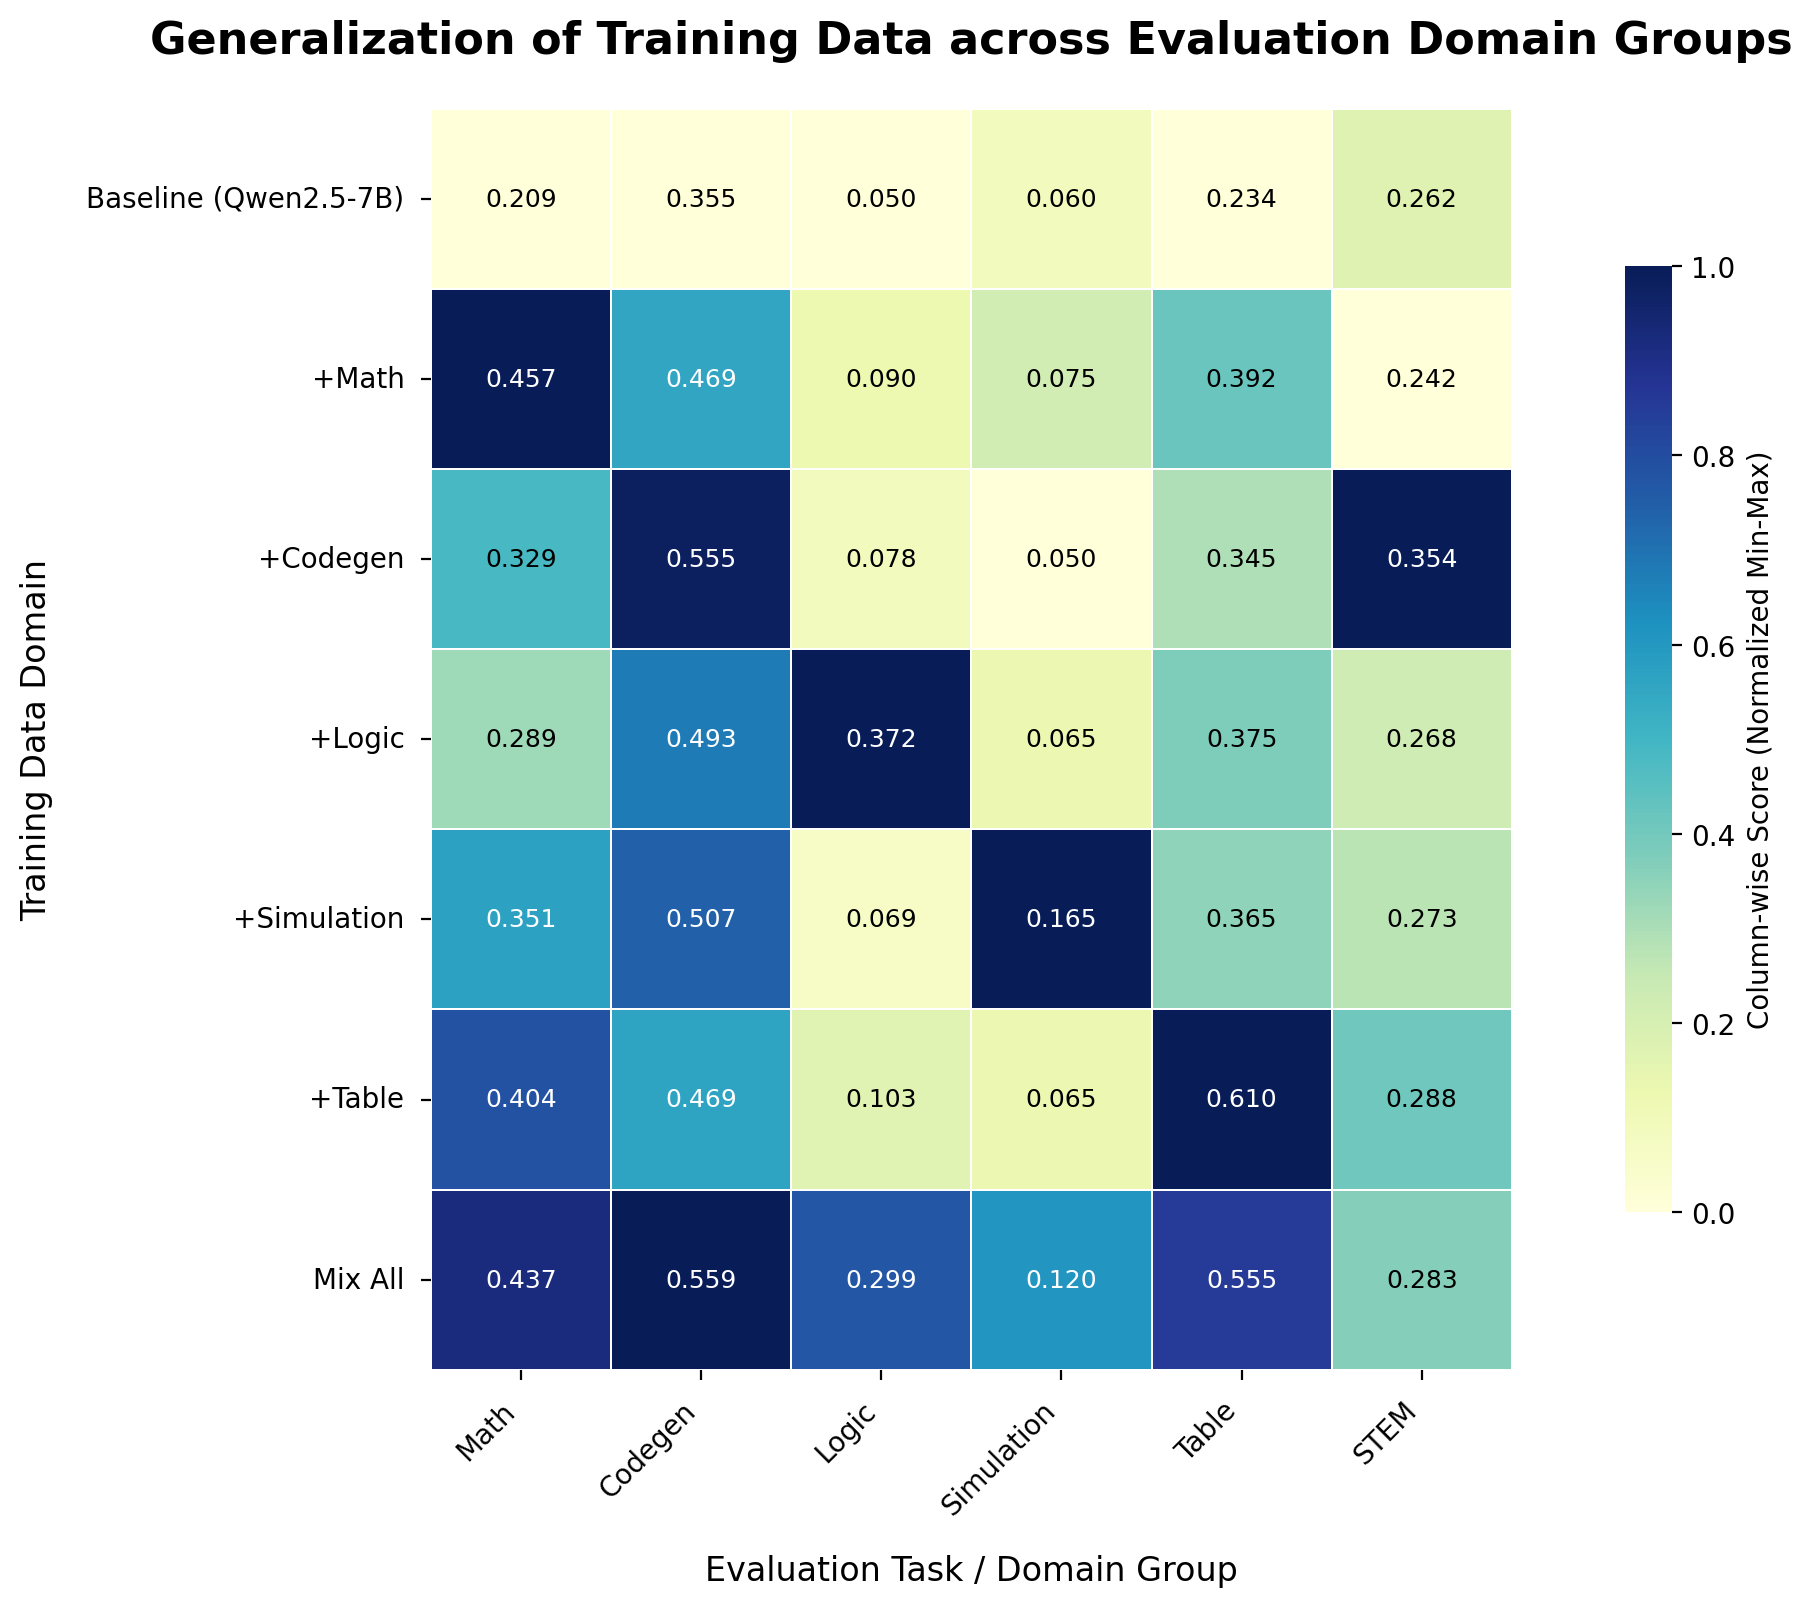 Generalization of Training Data across Evaluation Domain Groups
Training Data Domain
Baseline (Qwen2.5-7B) 0.209 0.355 0.050 0.060 0.234 0.262
+Math 0.457 0.469 0.090 0.075 0.392 0.242
+Codegen 0.329 0.555 0.078 0.050 0.345 0.354
+Logic 0.289 0.493 0.372 0.065 0.375 0.268
+Simulation 0.351 0.507 0.069 0.165 0.365 0.273
+Table 0.404 0.469 0.103 0.065 0.610 0.288
Mix All 0.437 0.559 0.299 0.120 0.555 0.283
Math Codegen Logic Simulation Table STEM
Evaluation Task / Domain Group
1.0
0.8
0.6
0.4
0.2
0.0
Column-wise Score (Normalized Min-Max)